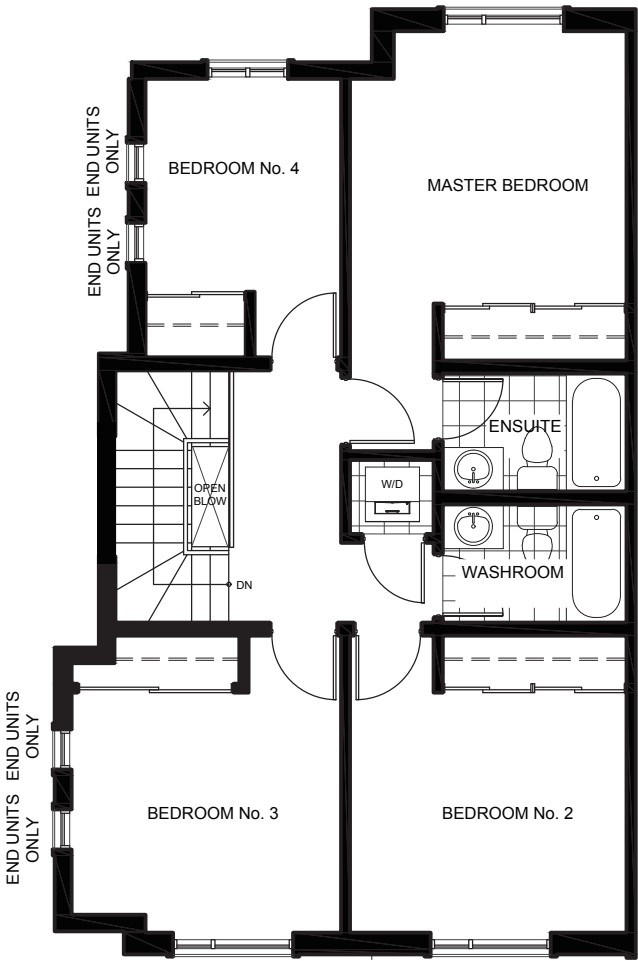 END UNITS
ONLY
END UNITS
ONLY
BEDROOM No. 4
MASTER BEDROOM
ENSUITE
W/D
OPEN
BLOW
DN
WASHROOM
END UNITS
ONLY
END UNITS
ONLY
BEDROOM No. 3
BEDROOM No. 2